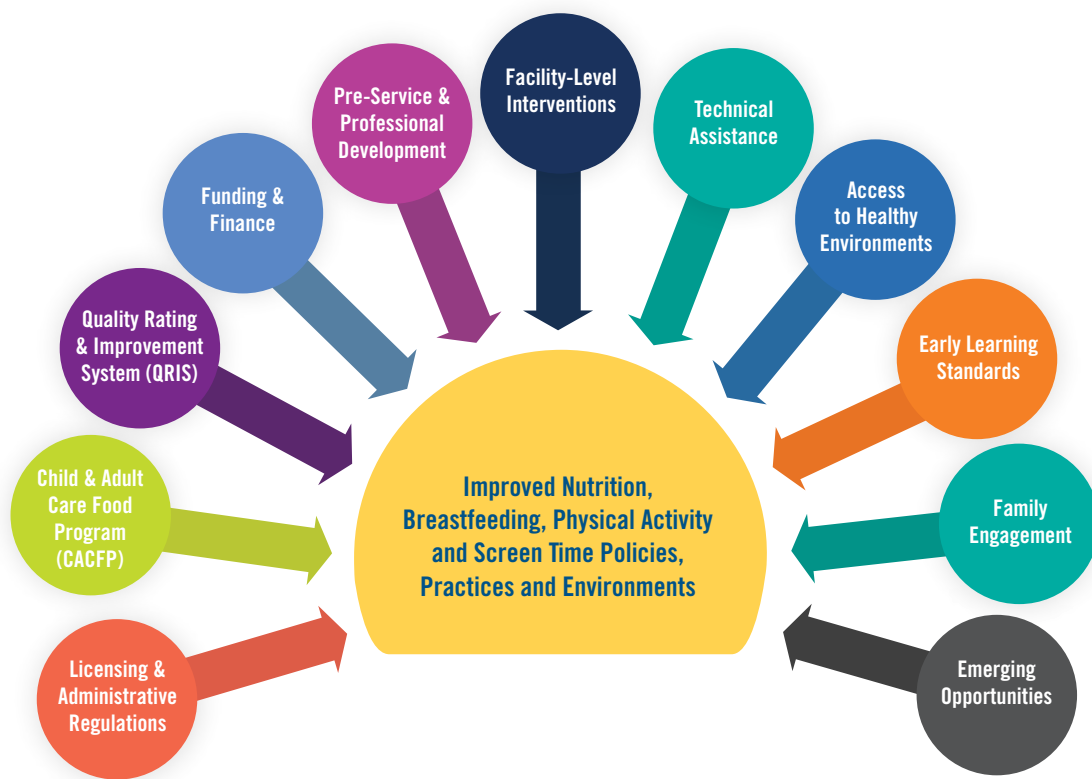 Facility-Level
Interventions
Pre-Service &
Professional
Development
Technical
Assistance
Funding &
Finance
Access
to Healthy
Environments
Quality Rating
& Improvement
System (QRIS)
Early Learning
Standards
Child & Adult
Care Food
Program
(CACFP)
Improved Nutrition,
Breastfeeding, Physical Activity
and Screen Time Policies,
Practices and Environments
Family
Engagement
Licensing &
Administrative
Regulations
Emerging
Opportunities